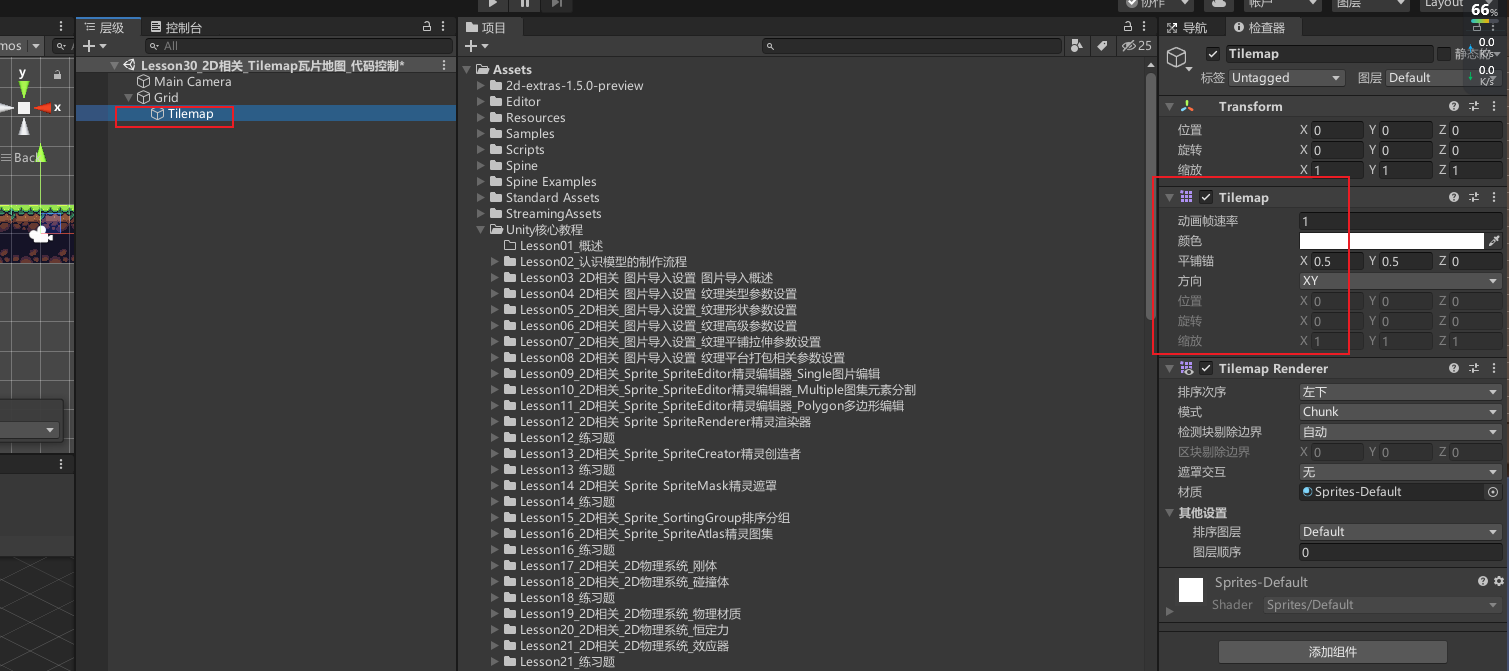 协作
帐户
图层
Layout
66%
0.0
K/s
0.0
K/s
层级
控制台
All
Lesson30_2D相关_Tilemap瓦片地图_代码控制*
Main Camera
Grid
Tilemap
mos
y
x
Back
项目
25
Assets
2d-extras-1.5.0-preview
Editor
Resources
Samples
Scripts
Spine
Spine Examples
Standard Assets
StreamingAssets
Unity核心教程
Lesson01_概述
Lesson02_认识模型的制作流程
Lesson03_2D相关_图片导入设置_图片导入概述
Lesson04_2D相关_图片导入设置_纹理类型参数设置
Lesson05_2D相关_图片导入设置_纹理形状参数设置
Lesson06_2D相关_图片导入设置_纹理高级参数设置
Lesson07_2D相关_图片导入设置_纹理平铺拉伸参数设置
Lesson08_2D相关_图片导入设置_纹理平台打包相关参数设置
Lesson09_2D相关_Sprite_SpriteEditor精灵编辑器_Single图片编辑
Lesson10_2D相关_Sprite_SpriteEditor精灵编辑器_Multiple图集元素分割
Lesson11_2D相关_Sprite_SpriteEditor精灵编辑器_Polygon多边形编辑
Lesson12_2D相关_Sprite_SpriteRenderer精灵渲染器
Lesson12_练习题
Lesson13_2D相关_Sprite_SpriteCreator精灵创造者
Lesson13_练习题
Lesson14_2D相关_Sprite_SpriteMask精灵遮罩
Lesson14_练习题
Lesson15_2D相关_Sprite_SortingGroup排序分组
Lesson16_2D相关_Sprite_SpriteAtlas精灵图集
Lesson16_练习题
Lesson17_2D相关_2D物理系统_刚体
Lesson18_2D相关_2D物理系统_碰撞体
Lesson18_练习题
Lesson19_2D相关_2D物理系统_物理材质
Lesson20_2D相关_2D物理系统_恒定力
Lesson21_2D相关_2D物理系统_效应器
Lesson21_练习题
导航
检查器
Tilemap
静态的
标签 Untagged 图层 Default
Transform
位置 X 0 Y 0 Z 0
旋转 X 0 Y 0 Z 0
缩放 X 1 Y 1 Z 1
Tilemap
动画帧速率 1
颜色
平铺锚 X 0.5 Y 0.5 Z 0
方向 XY
位置 X 0 Y 0 Z 0
旋转 X 0 Y 0 Z 0
缩放 X 1 Y 1 Z 1
Tilemap Renderer
排序次序 左下
模式 Chunk
检测块剔除边界 自动
区块剔除边界 X 0 Y 0 Z 0
遮罩交互 无
材质 Sprites-Default
其他设置
排序图层 Default
图层顺序 0
Sprites-Default
Shader Sprites/Default
添加组件